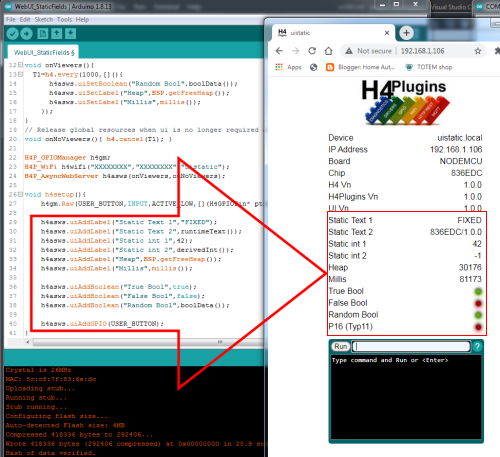 WebUI_StaticFields | Arduino 1.8.13
File Edit Sketch Tools Help
WebUI_StaticFields §
12 void onViewers(){
13 T1=h4.every(1000,[](){
14 h4asws.uiSetBoolean("Random Bool",boolData());
15 h4asws.uiSetLabel("Heap",ESP.getFreeHeap());
16 h4asws.uiSetLabel("Millis",millis());
17 });
18 }
19 // Release global resources when ui is no longer required
20 void onNoViewers(){ h4.cancel(T1); }
21
22 H4P_GPIOManager h4gm;
23 H4P_WiFi h4wifi("XXXXXXXX","XXXXXXXX"
24 H4P_AsyncWebServer h4asws(onViewers,onNoViewers);
25
26 void h4setup(){
27 h4gm.Raw(USER_BUTTON,INPUT,ACTIVE_LOW,[](H4GPIOPin* pt
28
29 h4asws.uiAddLabel("Static Text 1","FIXED");
30 h4asws.uiAddLabel("Static Text 2",runtimeText());
31 h4asws.uiAddLabel("Static int 1",42);
32 h4asws.uiAddLabel("Static int 2",derivedInt());
33 h4asws.uiAddLabel("Heap",ESP.getFreeHeap());
34 h4asws.uiAddLabel("Millis",millis());
35
36 h4asws.uiAddBoolean("True Bool",true);
37 h4asws.uiAddBoolean("False Bool",false);
38 h4asws.uiAddBoolean("Random Bool",boolData());
39
40 h4asws.uiAddGPIO(USER_BUTTON);
41 }
Crystal is 26MHz
MAC:
Uploading stub...
Running stub...
Stub running...
Configuring flash size...
Auto-detected Flash size: 4MB
Compressed 418336 bytes to 292406...
Wrote 418336 bytes (292406 compressed) at 0x00000000 in 25.9 se
Hash of data verified.
Visual Studio C
COM
uistatic
Not secure | 192.168.1.106
Apps Blogger: Home Aut... TOTEM Projects
H4Plugins
Device uistatic.local
IP Address 192.168.1.106
Board NODEMCU
Chip 836EDC
H4 Vn 1.0.0
H4Plugins Vn 1.0.0
UI Vn 1.0.0
Static Text 1 FIXED
Static Text 2 836EDC/1.0.0
Static int 1 42
Static int 2 -1
Heap 30176
Millis 81173
True Bool
False Bool
Random Bool
P16 (Typ11)
Run ?
Type command and Run or <Enter>